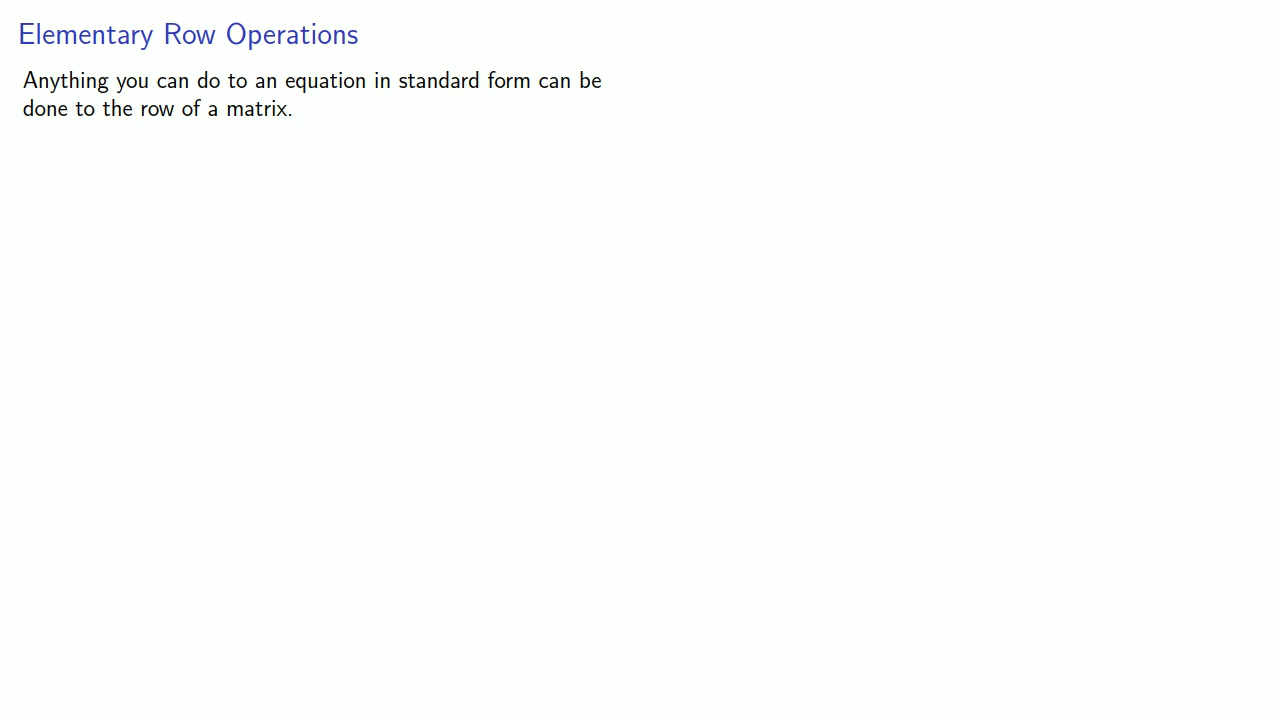 Elementary Row Operations
Anything you can do to an equation in standard form can be
done to the row of a matrix.